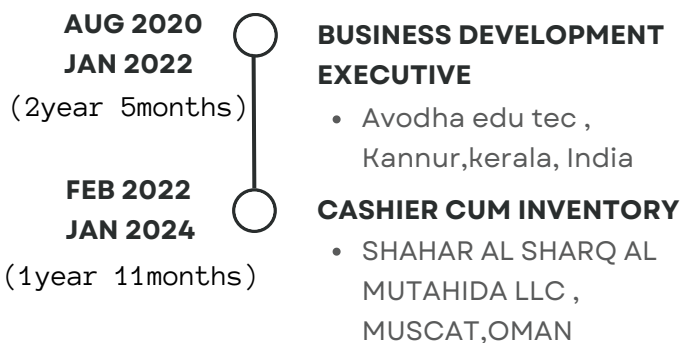 AUG 2020
JAN 2022
(2year 5months)
BUSINESS DEVELOPMENT
EXECUTIVE
• Avodha edu tec ,
Kannur,kerala, India
FEB 2022
JAN 2024
(1year 11months)
CASHIER CUM INVENTORY
• SHAHAR AL SHARQ AL
MUTAHIDA LLC ,
MUSCAT,OMAN